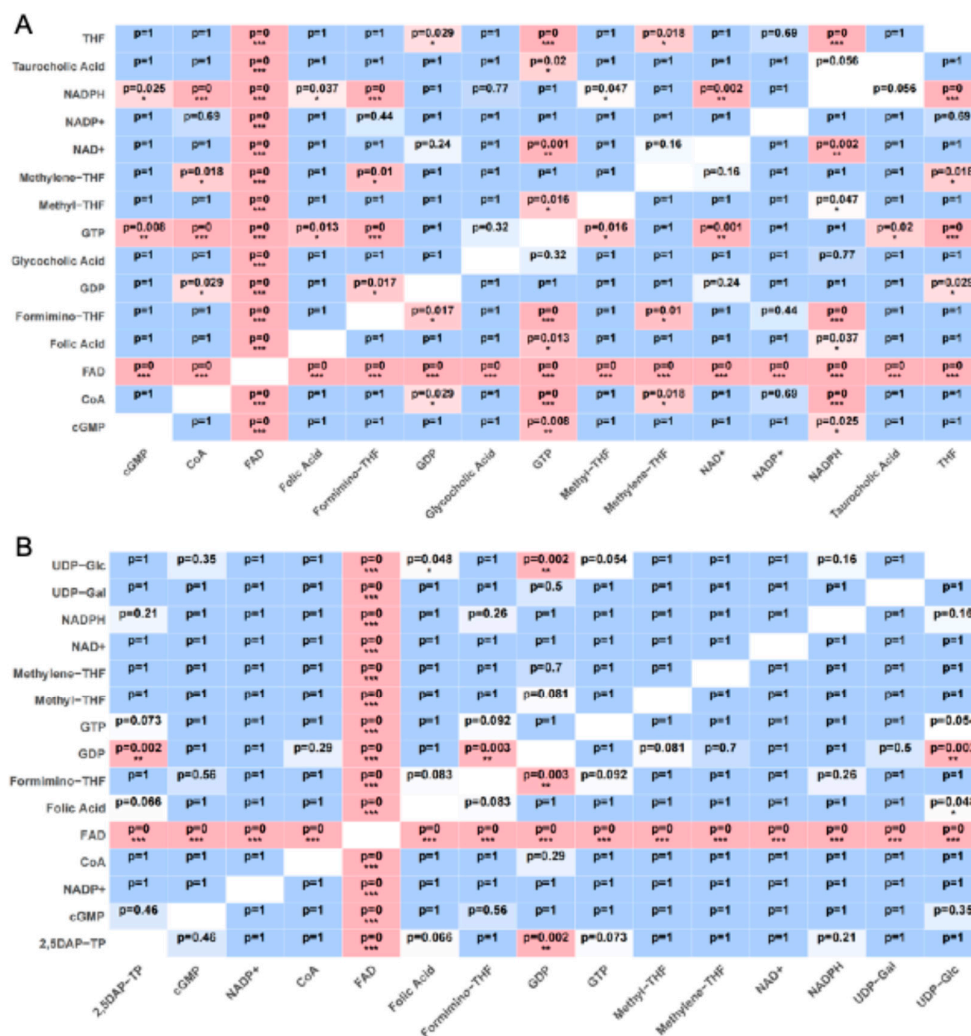 A
THF p=1 p=1 p=0 p=1 p=1 p=0.029 p=1 p=0 p=1 p=0.018 p=1 p=0.69 p=0 p=1
*** * *** * ***
Taurocholic Acid p=1 p=1 p=0 p=1 p=1 p=1 p=1 p=0.02 p=1 p=1 p=1 p=1 p=0.056 p=1
*** *
NADPH p=0.025 p=0 p=0 p=0.037 p=0 p=1 p=0.77 p=1 p=0.047 p=1 p=0.002 p=1 p=0.056 p=0
* *** *** * *** * ** ***
NADP+ p=1 p=0.69 p=0 p=1 p=0.44 p=1 p=1 p=1 p=1 p=1 p=1 p=1 p=1 p=0.69
***
NAD+ p=1 p=1 p=0 p=1 p=1 p=0.24 p=1 p=0.001 p=1 p=0.16 p=1 p=0.002 p=1 p=1
*** ** **
Methylene-THF p=1 p=0.018 p=0 p=1 p=0.01 p=1 p=1 p=1 p=1 p=0.16 p=1 p=1 p=1 p=0.018
* *** * *
Methyl-THF p=1 p=1 p=0 p=1 p=1 p=1 p=1 p=0.016 p=1 p=1 p=1 p=0.047 p=1 p=1
*** * *
GTP p=0.008 p=0 p=0 p=0.013 p=0 p=1 p=0.32 p=0.016 p=1 p=0.001 p=1 p=1 p=0.02 p=0
** *** *** * *** * ** * ***
Glycocholic Acid p=1 p=1 p=0 p=1 p=1 p=1 p=0.32 p=1 p=1 p=1 p=1 p=0.77 p=1 p=1
***
GDP p=1 p=0.029 p=0 p=1 p=0.017 p=1 p=1 p=1 p=1 p=0.24 p=1 p=1 p=1 p=0.029
* *** * *
Formimino-THF p=1 p=1 p=0 p=1 p=0.017 p=1 p=0 p=1 p=0.01 p=1 p=0.44 p=0 p=1 p=1
*** * *** * ***
Folic Acid p=1 p=1 p=0 p=1 p=1 p=1 p=0.013 p=1 p=1 p=1 p=1 p=0.037 p=1 p=1
*** * *
FAD p=0 p=0 p=0 p=0 p=0 p=0 p=0 p=0 p=0 p=0 p=0 p=0 p=0 p=0
*** *** *** *** *** *** *** *** *** *** *** *** *** ***
CoA p=1 p=0 p=1 p=1 p=0.029 p=1 p=0 p=1 p=0.018 p=1 p=0.69 p=0 p=1 p=1
*** * *** * ***
cGMP p=1 p=0 p=1 p=1 p=1 p=1 p=0.008 p=1 p=1 p=1 p=1 p=0.025 p=1 p=1
*** ** *
cGMP CoA FAD Folic Acid Formimino-THF GDP Glycocholic Acid GTP Methyl-THF Methylene-THF NAD+ NADP+ NADPH Taurocholic Acid THF
B
UDP-Glc p=1 p=0.35 p=1 p=1 p=0 p=0.048 p=1 p=0.002 p=0.054 p=1 p=1 p=1 p=0.16 p=1
*** * **
UDP-Gal p=1 p=1 p=1 p=1 p=0 p=1 p=1 p=0.5 p=1 p=1 p=1 p=1 p=1 p=1
***
NADPH p=0.21 p=1 p=1 p=1 p=0 p=1 p=0.26 p=1 p=1 p=1 p=1 p=1 p=1 p=0.16
***
NAD+ p=1 p=1 p=1 p=1 p=0 p=1 p=1 p=1 p=1 p=1 p=1 p=1 p=1 p=1
***
Methylene-THF p=1 p=1 p=1 p=1 p=0 p=1 p=1 p=0.7 p=1 p=1 p=1 p=1 p=1 p=1
***
Methyl-THF p=1 p=1 p=1 p=1 p=0 p=1 p=1 p=0.081 p=1 p=1 p=1 p=1 p=1 p=1
***
GTP p=0.073 p=1 p=1 p=1 p=0 p=1 p=0.092 p=1 p=1 p=1 p=1 p=1 p=1 p=0.054
***
GDP p=0.002 p=1 p=1 p=0.29 p=0 p=1 p=0.003 p=1 p=0.081 p=0.7 p=1 p=1 p=0.5 p=0.002
** *** ** **
Formimino-THF p=1 p=0.56 p=1 p=1 p=0 p=0.083 p=0.003 p=0.092 p=1 p=1 p=1 p=0.26 p=1 p=1
*** **
Folic Acid p=0.066 p=1 p=1 p=1 p=0 p=0.083 p=1 p=1 p=1 p=1 p=1 p=1 p=1 p=0.048
*** *
FAD p=0 p=0 p=0 p=0 p=0 p=0 p=0 p=0 p=0 p=0 p=0 p=0 p=0 p=0
*** *** *** *** *** *** *** *** *** *** *** *** *** ***
CoA p=1 p=1 p=1 p=0 p=1 p=1 p=0.29 p=1 p=1 p=1 p=1 p=1 p=1 p=1
***
NADP+ p=1 p=1 p=1 p=0 p=1 p=1 p=1 p=1 p=1 p=1 p=1 p=1 p=1 p=1
***
cGMP p=0.46 p=1 p=1 p=0 p=1 p=0.56 p=1 p=1 p=1 p=1 p=1 p=1 p=1 p=0.35
***
2,5DAP-TP p=0.46 p=1 p=1 p=0 p=0.066 p=1 p=0.002 p=0.073 p=1 p=1 p=1 p=0.21 p=1 p=1
*** **
2,5DAP-TP cGMP NADP+ CoA FAD Folic Acid Formimino-THF GDP GTP Methyl-THF Methylene-THF NAD+ NADPH UDP-Gal UDP-Glc